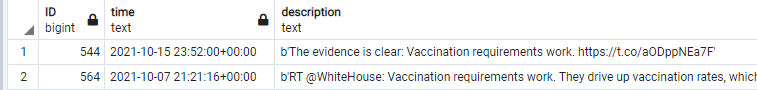 ID time description
bigint text text
1 544 2021-10-15 23:52:00+00:00 b'The evidence is clear: Vaccination requirements work. https://t.co/aODppNEa7F'
2 564 2021-10-07 21:21:16+00:00 b'RT @WhiteHouse: Vaccination requirements work. They drive up vaccination rates, which